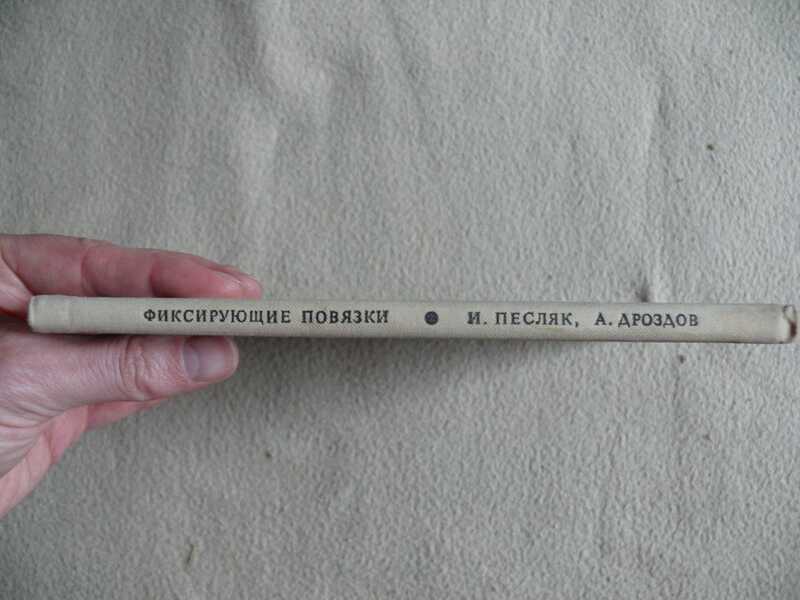 ФИКСИРУЮЩИЕ ПОВЯЗКИ ● И. ПЕСЛЯК, А. ДРОЗДОВ